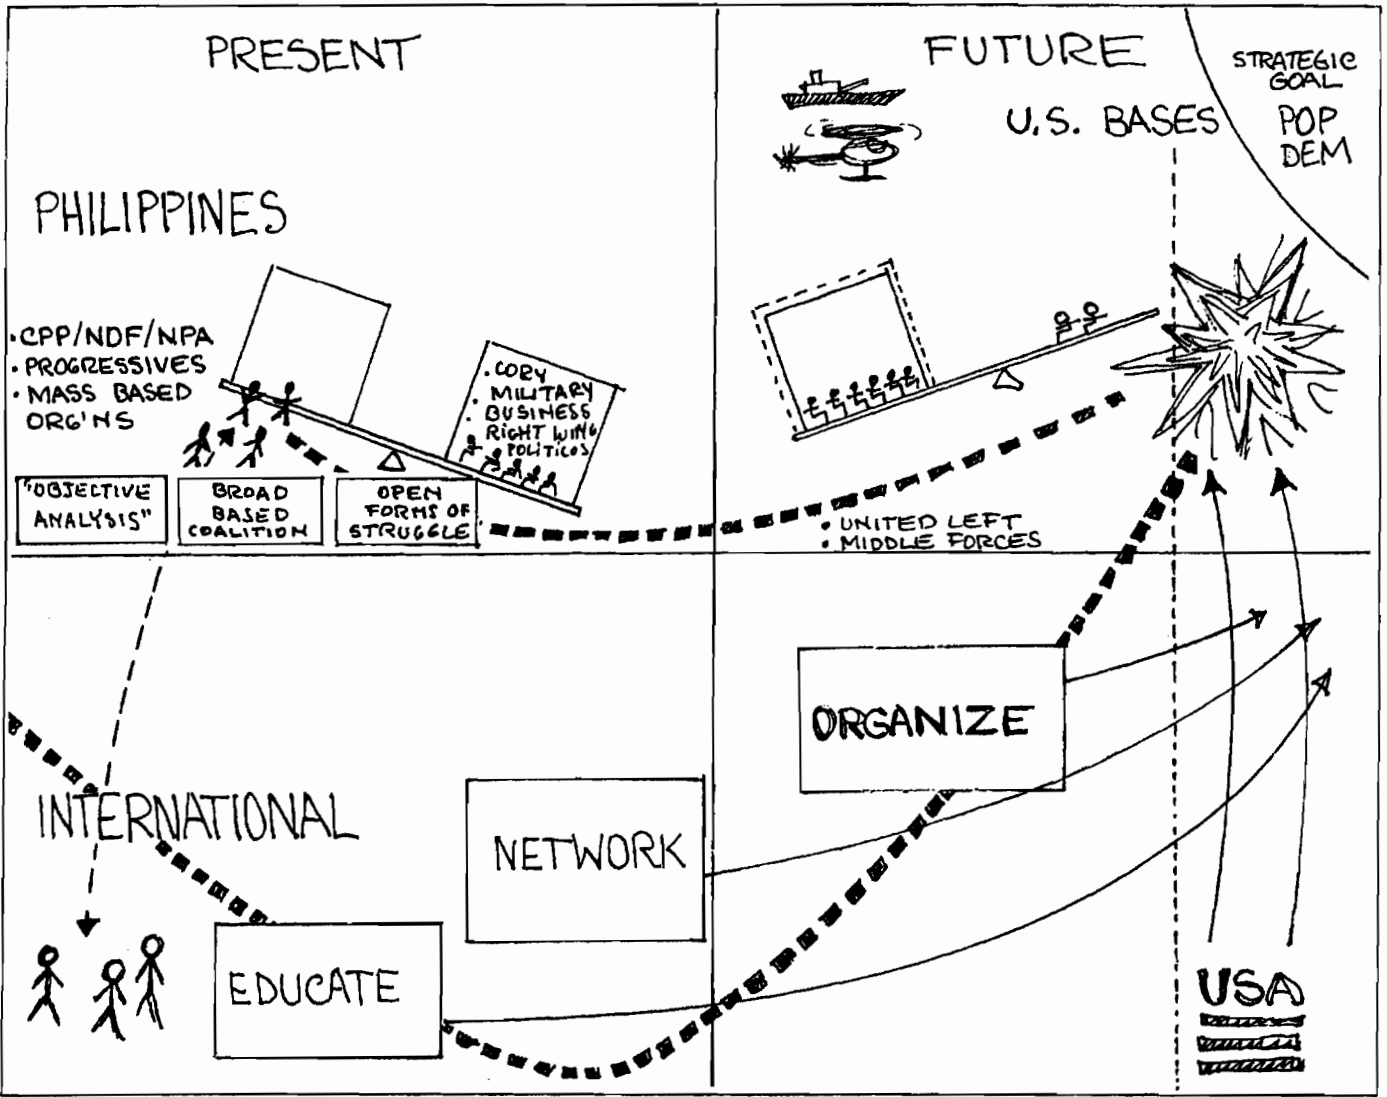 PRESENT
FUTURE
STRATEGIC
GOAL
POP
DEM
U.S. BASES
PHILIPPINES
• CPP/NDF/NPA
• PROGRESSIVES
• MASS BASED
ORG'NS
• CORY
• MILITARY
• BUSINESS
• RIGHT WING
POLITICOS
"OBJECTIVE
ANALYSIS"
BROAD
BASED
COALITION
OPEN
FORMS OF
STRUGGLE
• UNITED LEFT
• MIDDLE FORCES
ORGANIZE
INTERNATIONAL
NETWORK
EDUCATE
USA